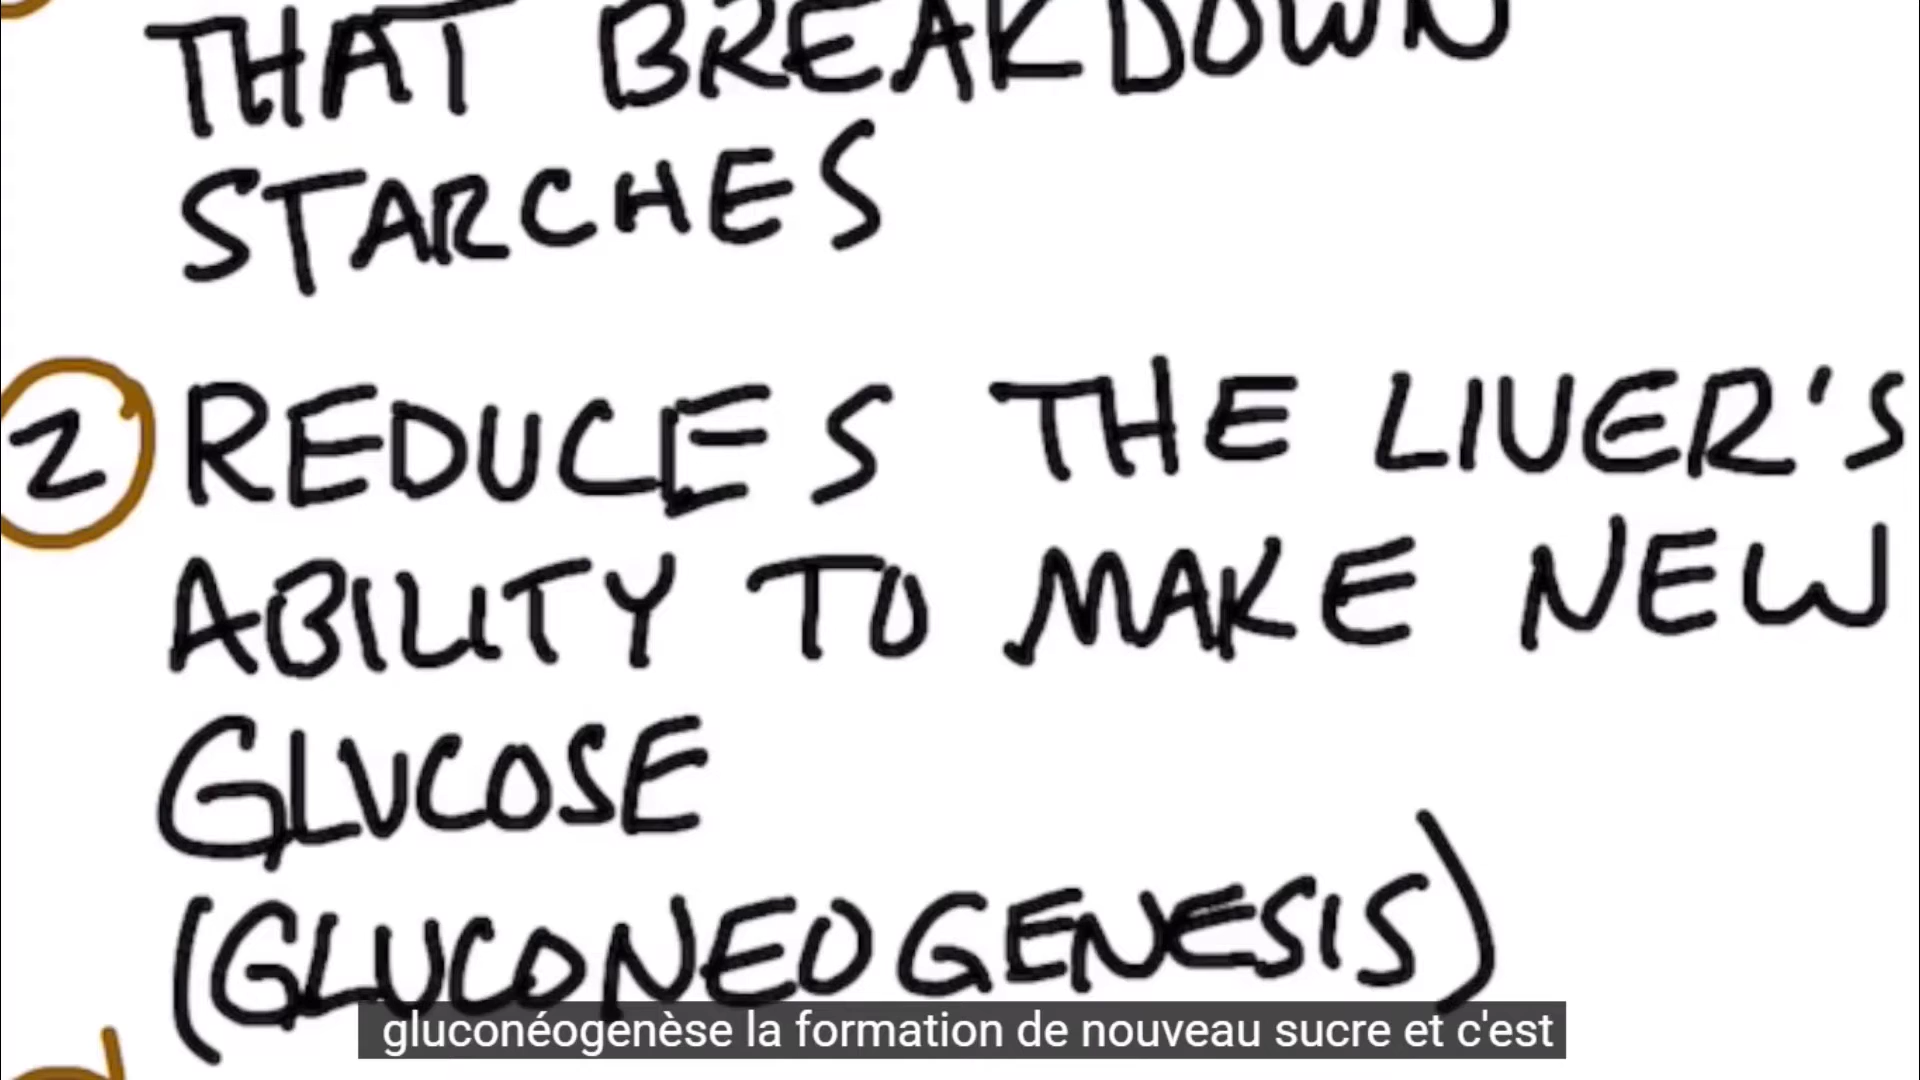 THAT BREAKDOWN
STARCHES
2 REDUCES THE LIVER'S
ABILITY TO MAKE NEW
GLUCOSE
(GLUCONEOGENESIS)
gluconéogenèse la formation de nouveau sucre et c'est